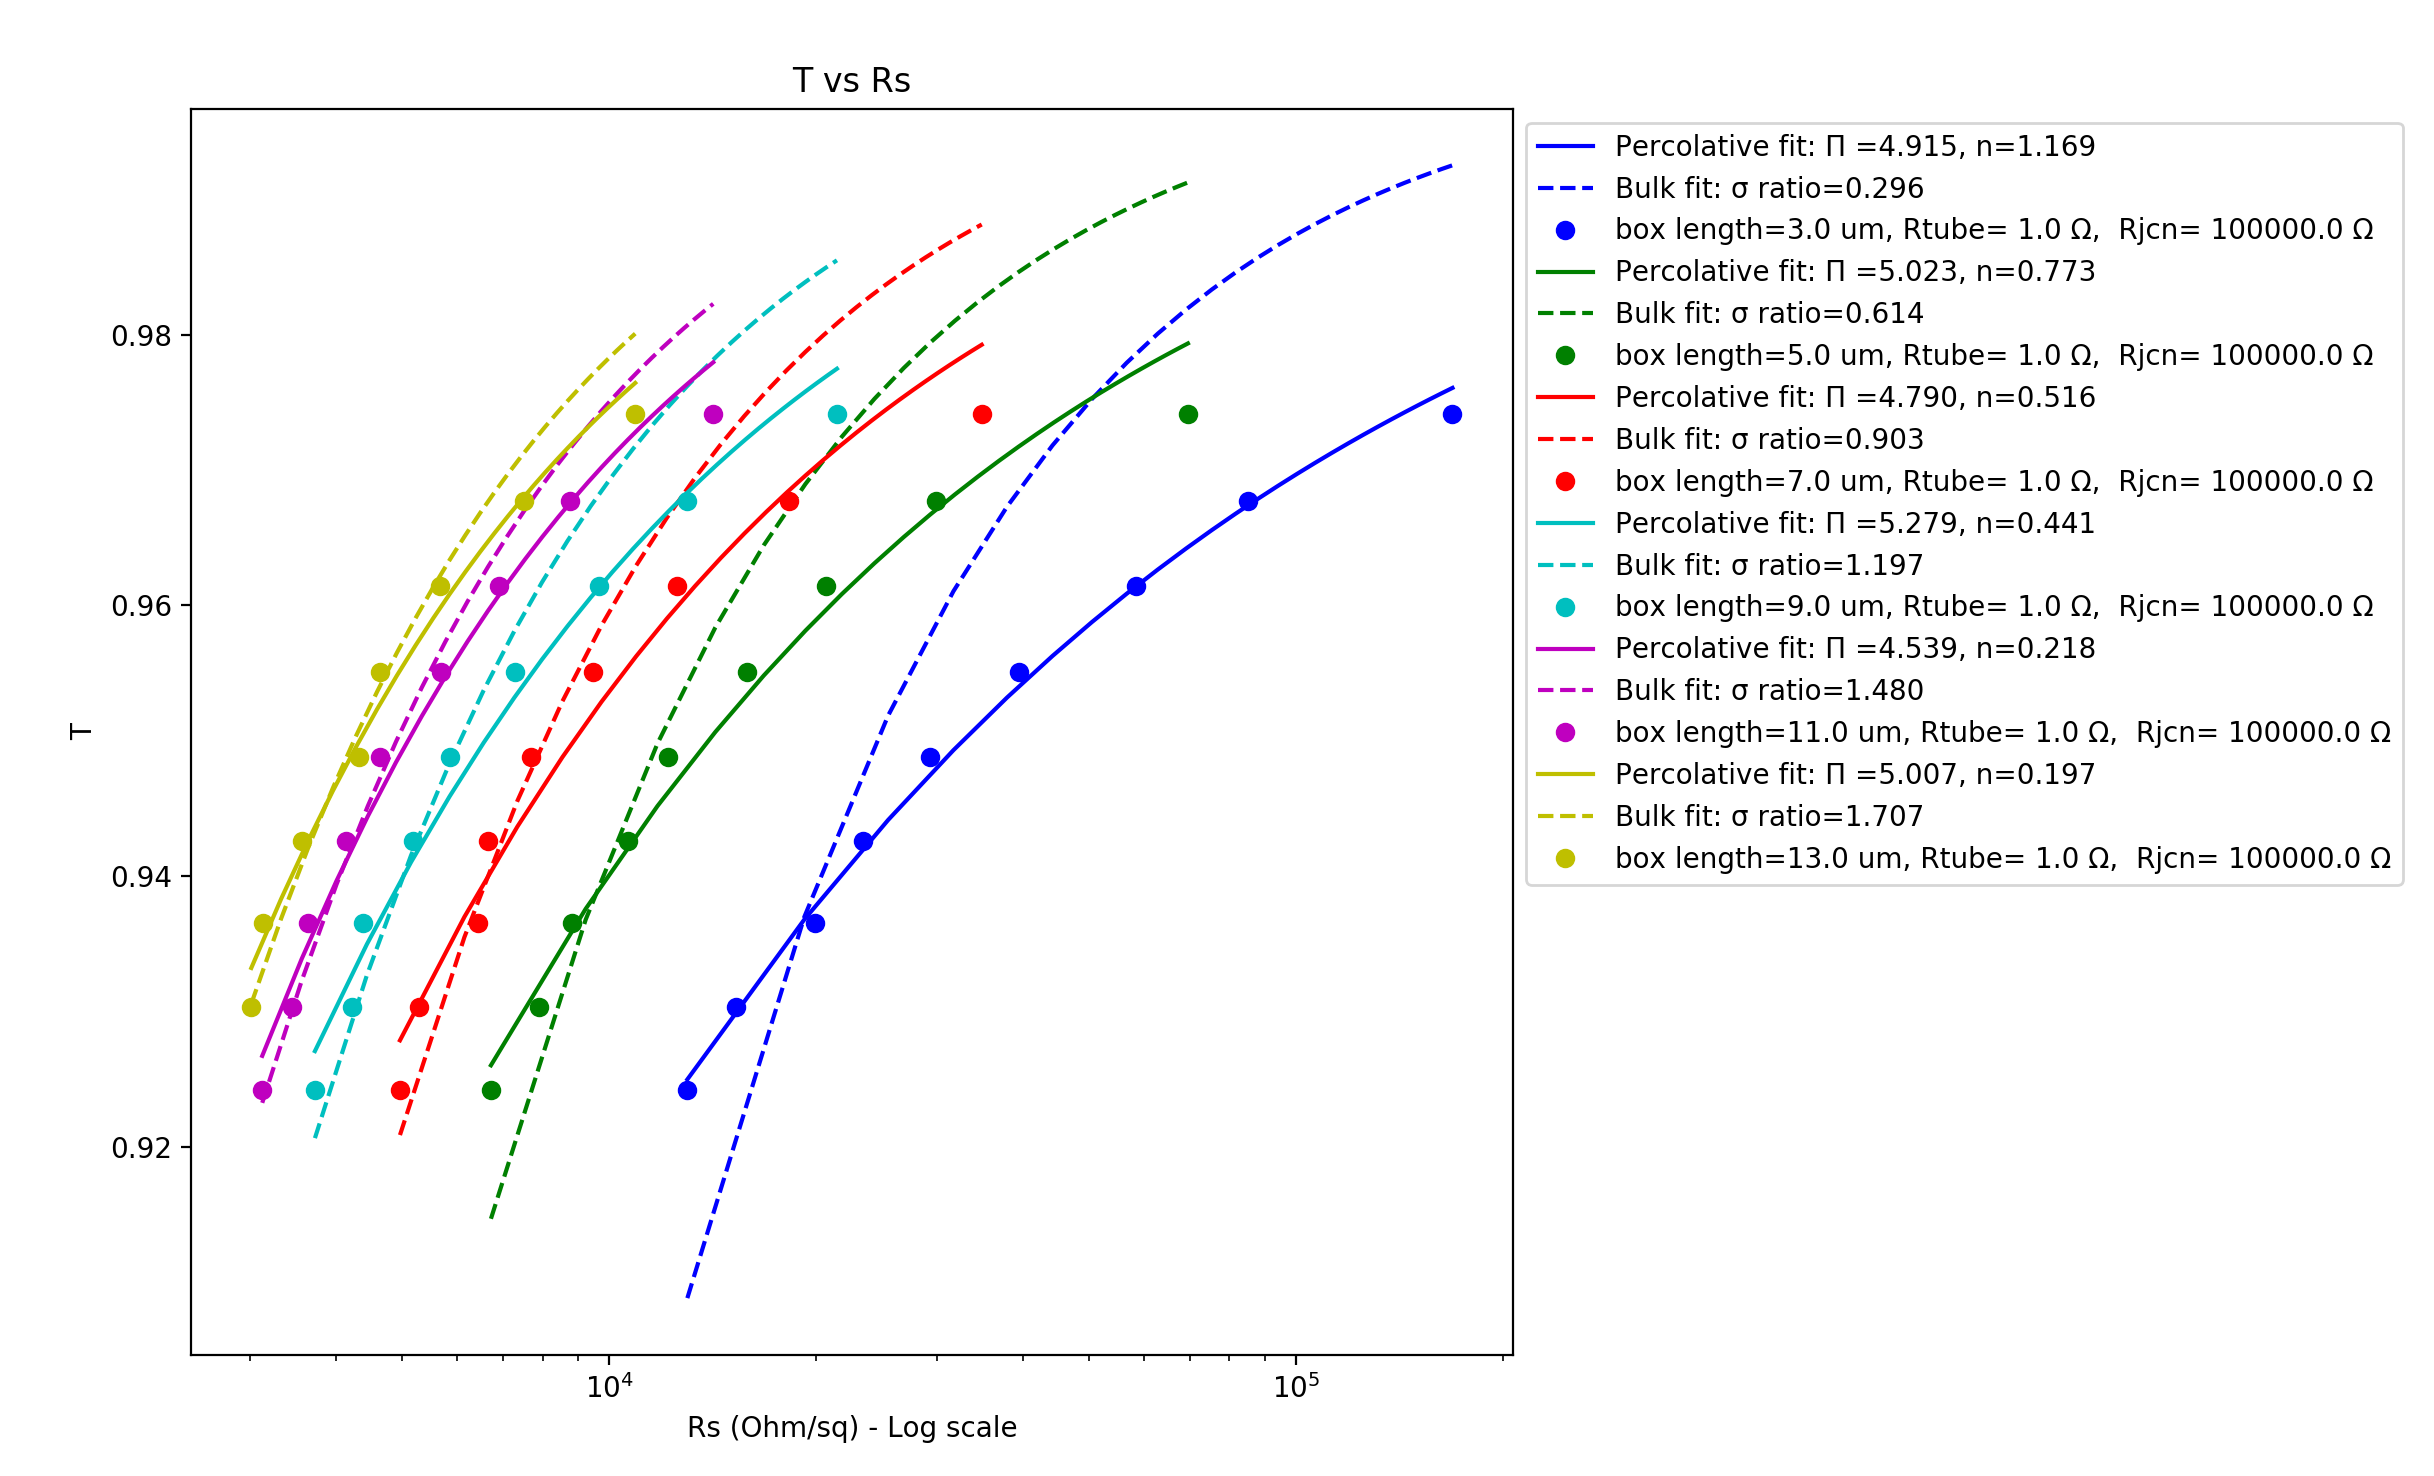 T vs Rs
0.98
0.96
0.94
0.92
T
10⁴
10⁵
Rs (Ohm/sq) - Log scale
Percolative fit: Π =4.915, n=1.169
Bulk fit: σ ratio=0.296
box length=3.0 um, Rtube= 1.0 Ω,  Rjcn= 100000.0 Ω
Percolative fit: Π =5.023, n=0.773
Bulk fit: σ ratio=0.614
box length=5.0 um, Rtube= 1.0 Ω,  Rjcn= 100000.0 Ω
Percolative fit: Π =4.790, n=0.516
Bulk fit: σ ratio=0.903
box length=7.0 um, Rtube= 1.0 Ω,  Rjcn= 100000.0 Ω
Percolative fit: Π =5.279, n=0.441
Bulk fit: σ ratio=1.197
box length=9.0 um, Rtube= 1.0 Ω,  Rjcn= 100000.0 Ω
Percolative fit: Π =4.539, n=0.218
Bulk fit: σ ratio=1.480
box length=11.0 um, Rtube= 1.0 Ω,  Rjcn= 100000.0 Ω
Percolative fit: Π =5.007, n=0.197
Bulk fit: σ ratio=1.707
box length=13.0 um, Rtube= 1.0 Ω,  Rjcn= 100000.0 Ω